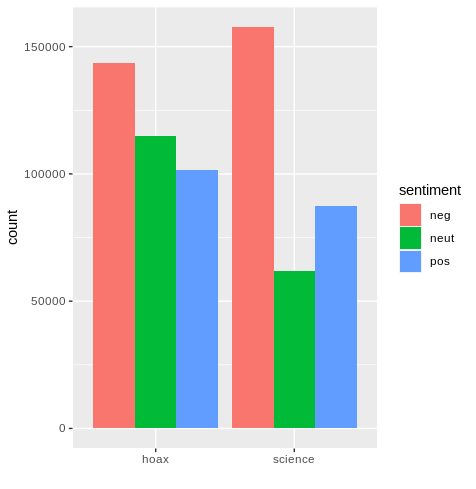 count
150000
100000
50000
0
hoax
science
sentiment
neg
neut
pos